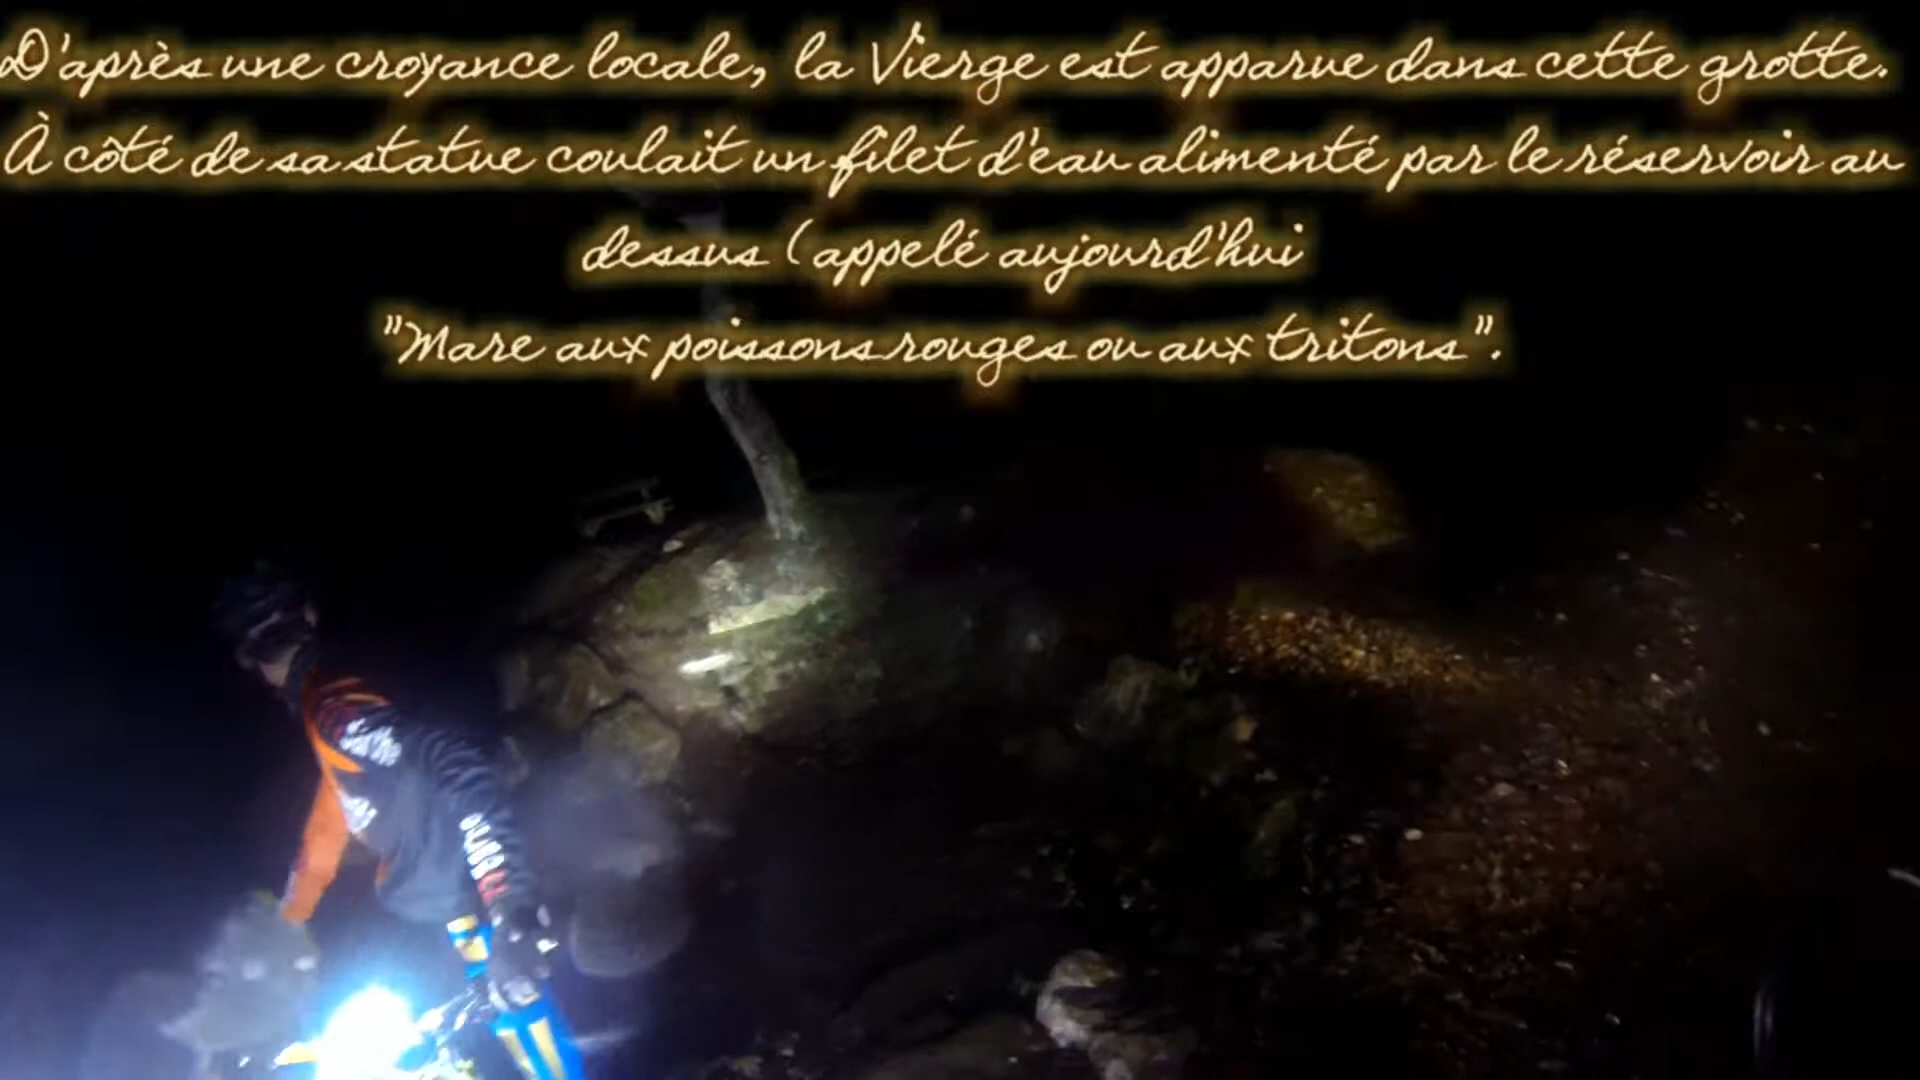 D'après une croyance locale, la Vierge est apparue dans cette grotte.
À côté de sa statue coulait un filet d'eau alimenté par le réservoir au
dessus (appelé aujourd'hui
"Mare aux poissons rouges ou aux tritons".